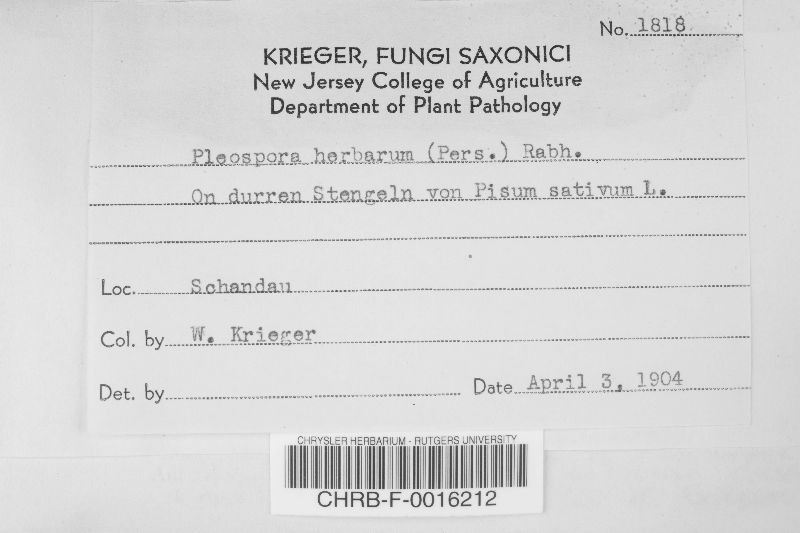 No. 1818
KRIEGER, FUNGI SAXONICI
New Jersey College of Agriculture
Department of Plant Pathology
Pleospora herbarum (Pers.) Rabh.
On durren Stengeln von Pisum sativum L.
Loc. Schandau
Col. by W. Krieger
Det. by
Date April 3, 1904
CHRYSLER HERBARIUM - RUTGERS UNIVERSITY
CHRB-F-0016212